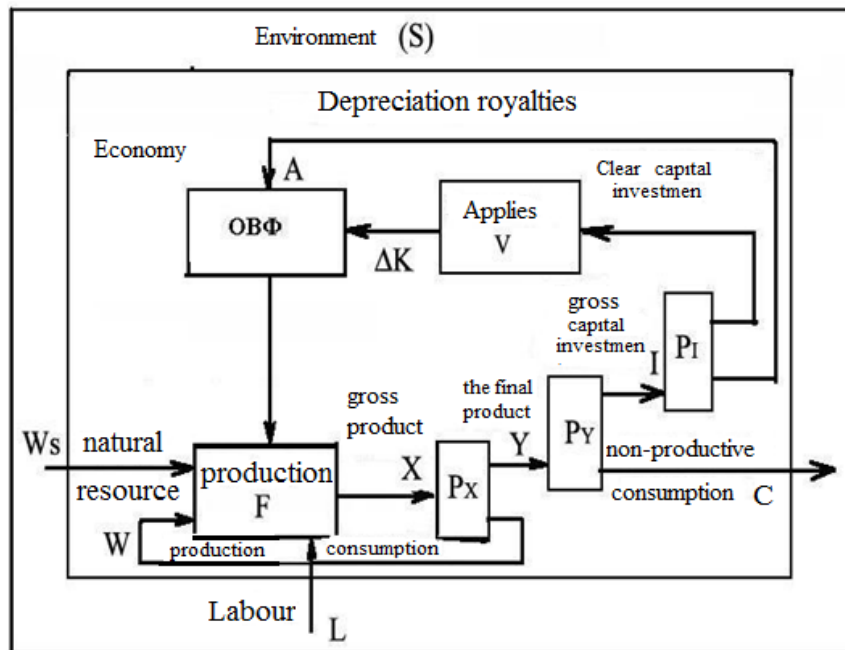 Environment (S)
Depreciation royalties
Economy
A
Clear capital
investmen
ОВФ
Applies
V
ΔK
gross
capital
investmen
I
PI
the final
product
gross
product
Ws natural
resource
production
F
X
PX
Y
PY
non-productive
consumption C
W
production consumption
Labour
L